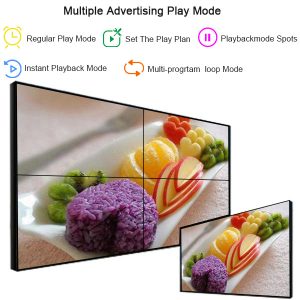 Multiple Advertising Play Mode
Regular Play Mode
Set The Play Plan
Playbackmode Spots
Instant Playback Mode
Multi-progrtam loop Mode